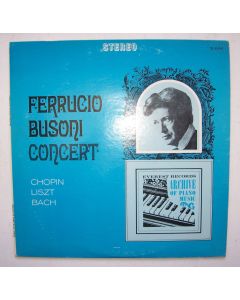 STEREO
FERRUCIO
BUSONI
CONCERT
CHOPIN
LISZT
BACH
EVEREST RECORDS
ARCHIVE
OF PIANO
MUSIC